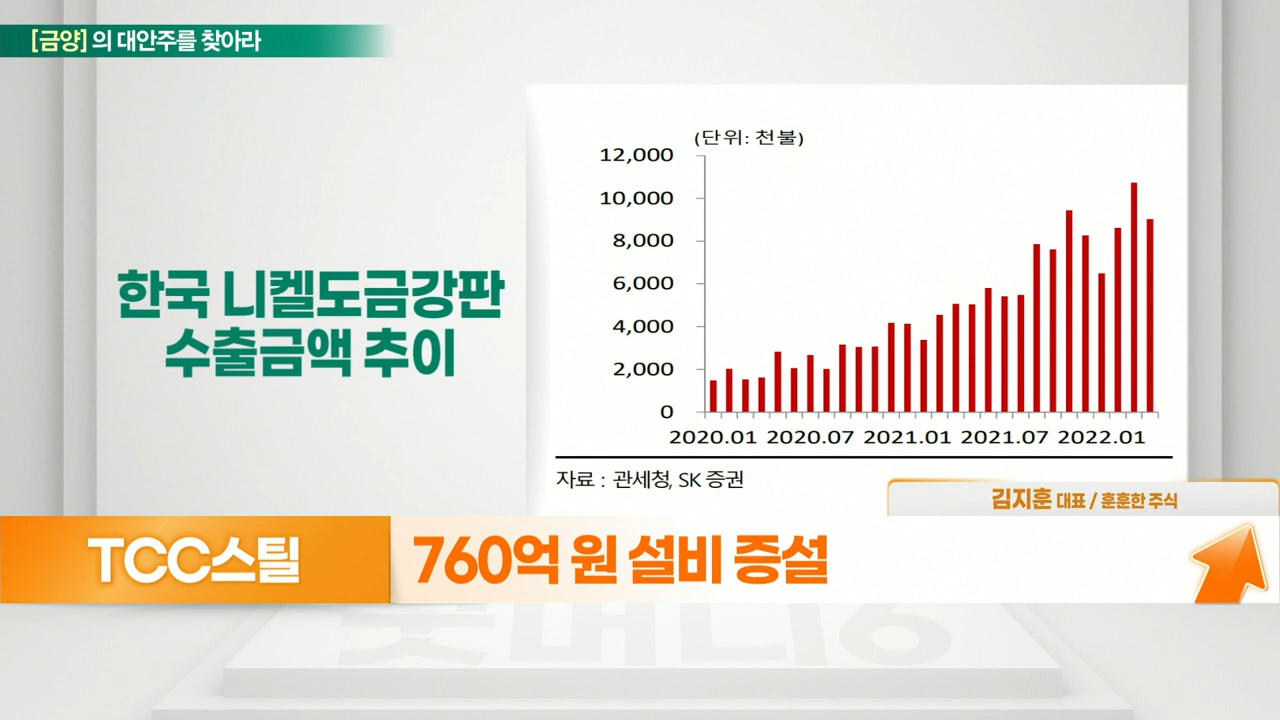 [금양]의 대안주를 찾아라
한국 니켈도금강판
수출금액 추이
(단위: 천불)
12,000
10,000
8,000
6,000
4,000
2,000
0
2020.01 2020.07 2021.01 2021.07 2022.01
자료 : 관세청, SK 증권
김지훈 대표 / 훈훈한 주식
TCC스틸
760억 원 설비 증설